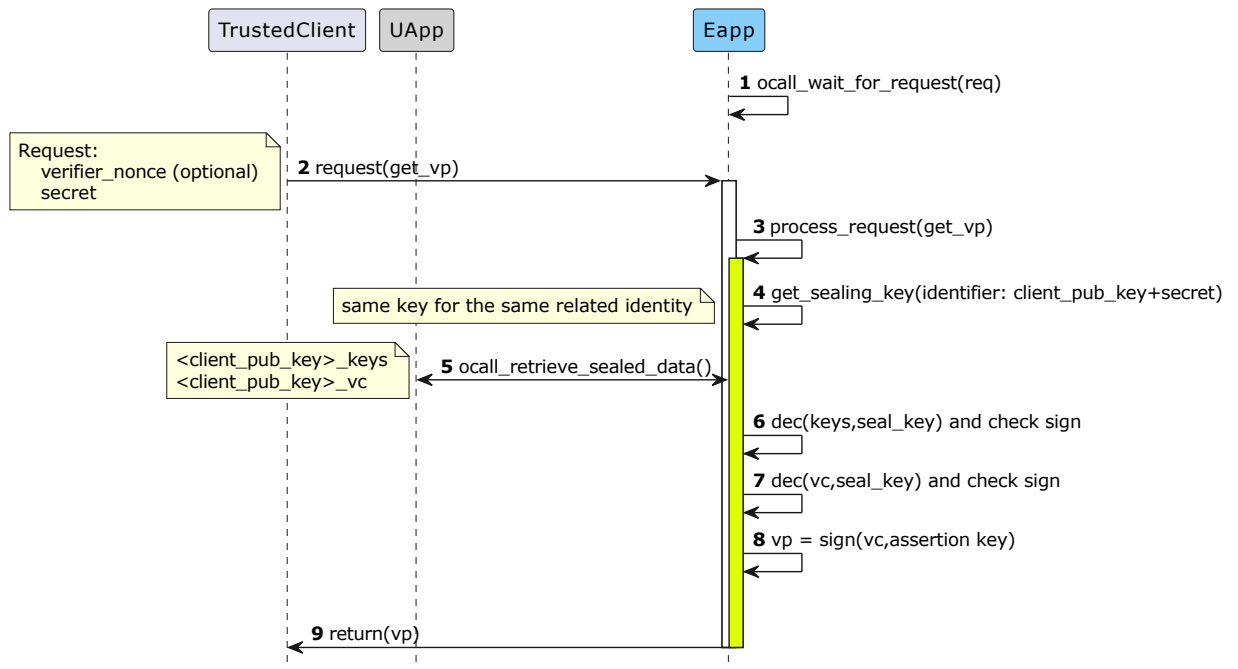 TrustedClient
UApp
Eapp
1 ocall_wait_for_request(req)
Request:
verifier_nonce (optional)
secret
2 request(get_vp)
3 process_request(get_vp)
same key for the same related identity
4 get_sealing_key(identifier: client_pub_key+secret)
<client_pub_key>_keys
<client_pub_key>_vc
5 ocall_retrieve_sealed_data()
6 dec(keys,seal_key) and check sign
7 dec(vc,seal_key) and check sign
8 vp = sign(vc,assertion key)
9 return(vp)